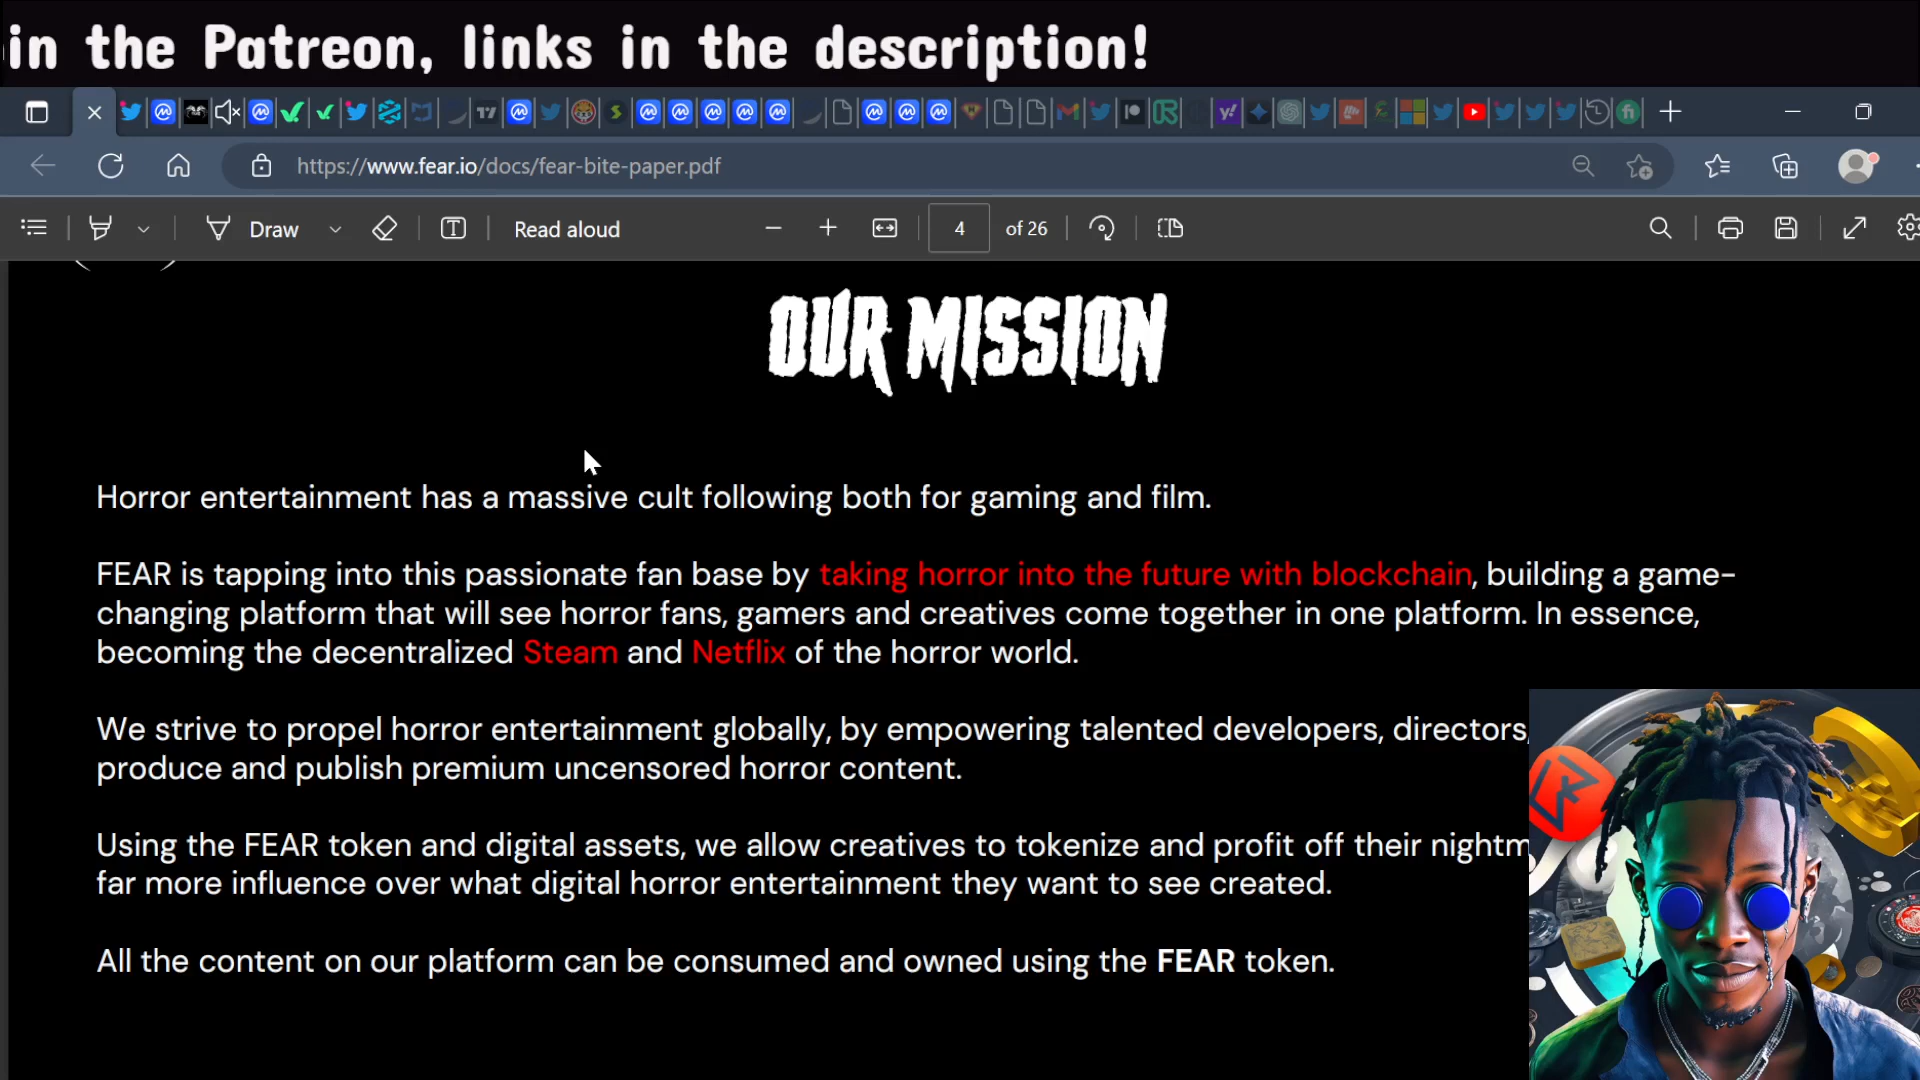 in the Patreon, links in the description!
https://www.fear.io/docs/fear-bite-paper.pdf
Draw
Read aloud
4 of 26
OUR MISSION
Horror entertainment has a massive cult following both for gaming and film.
FEAR is tapping into this passionate fan base by taking horror into the future with blockchain, building a game-
changing platform that will see horror fans, gamers and creatives come together in one platform. In essence,
becoming the decentralized Steam and Netflix of the horror world.
We strive to propel horror entertainment globally, by empowering talented developers, directors,
produce and publish premium uncensored horror content.
Using the FEAR token and digital assets, we allow creatives to tokenize and profit off their nightm
far more influence over what digital horror entertainment they want to see created.
All the content on our platform can be consumed and owned using the FEAR token.